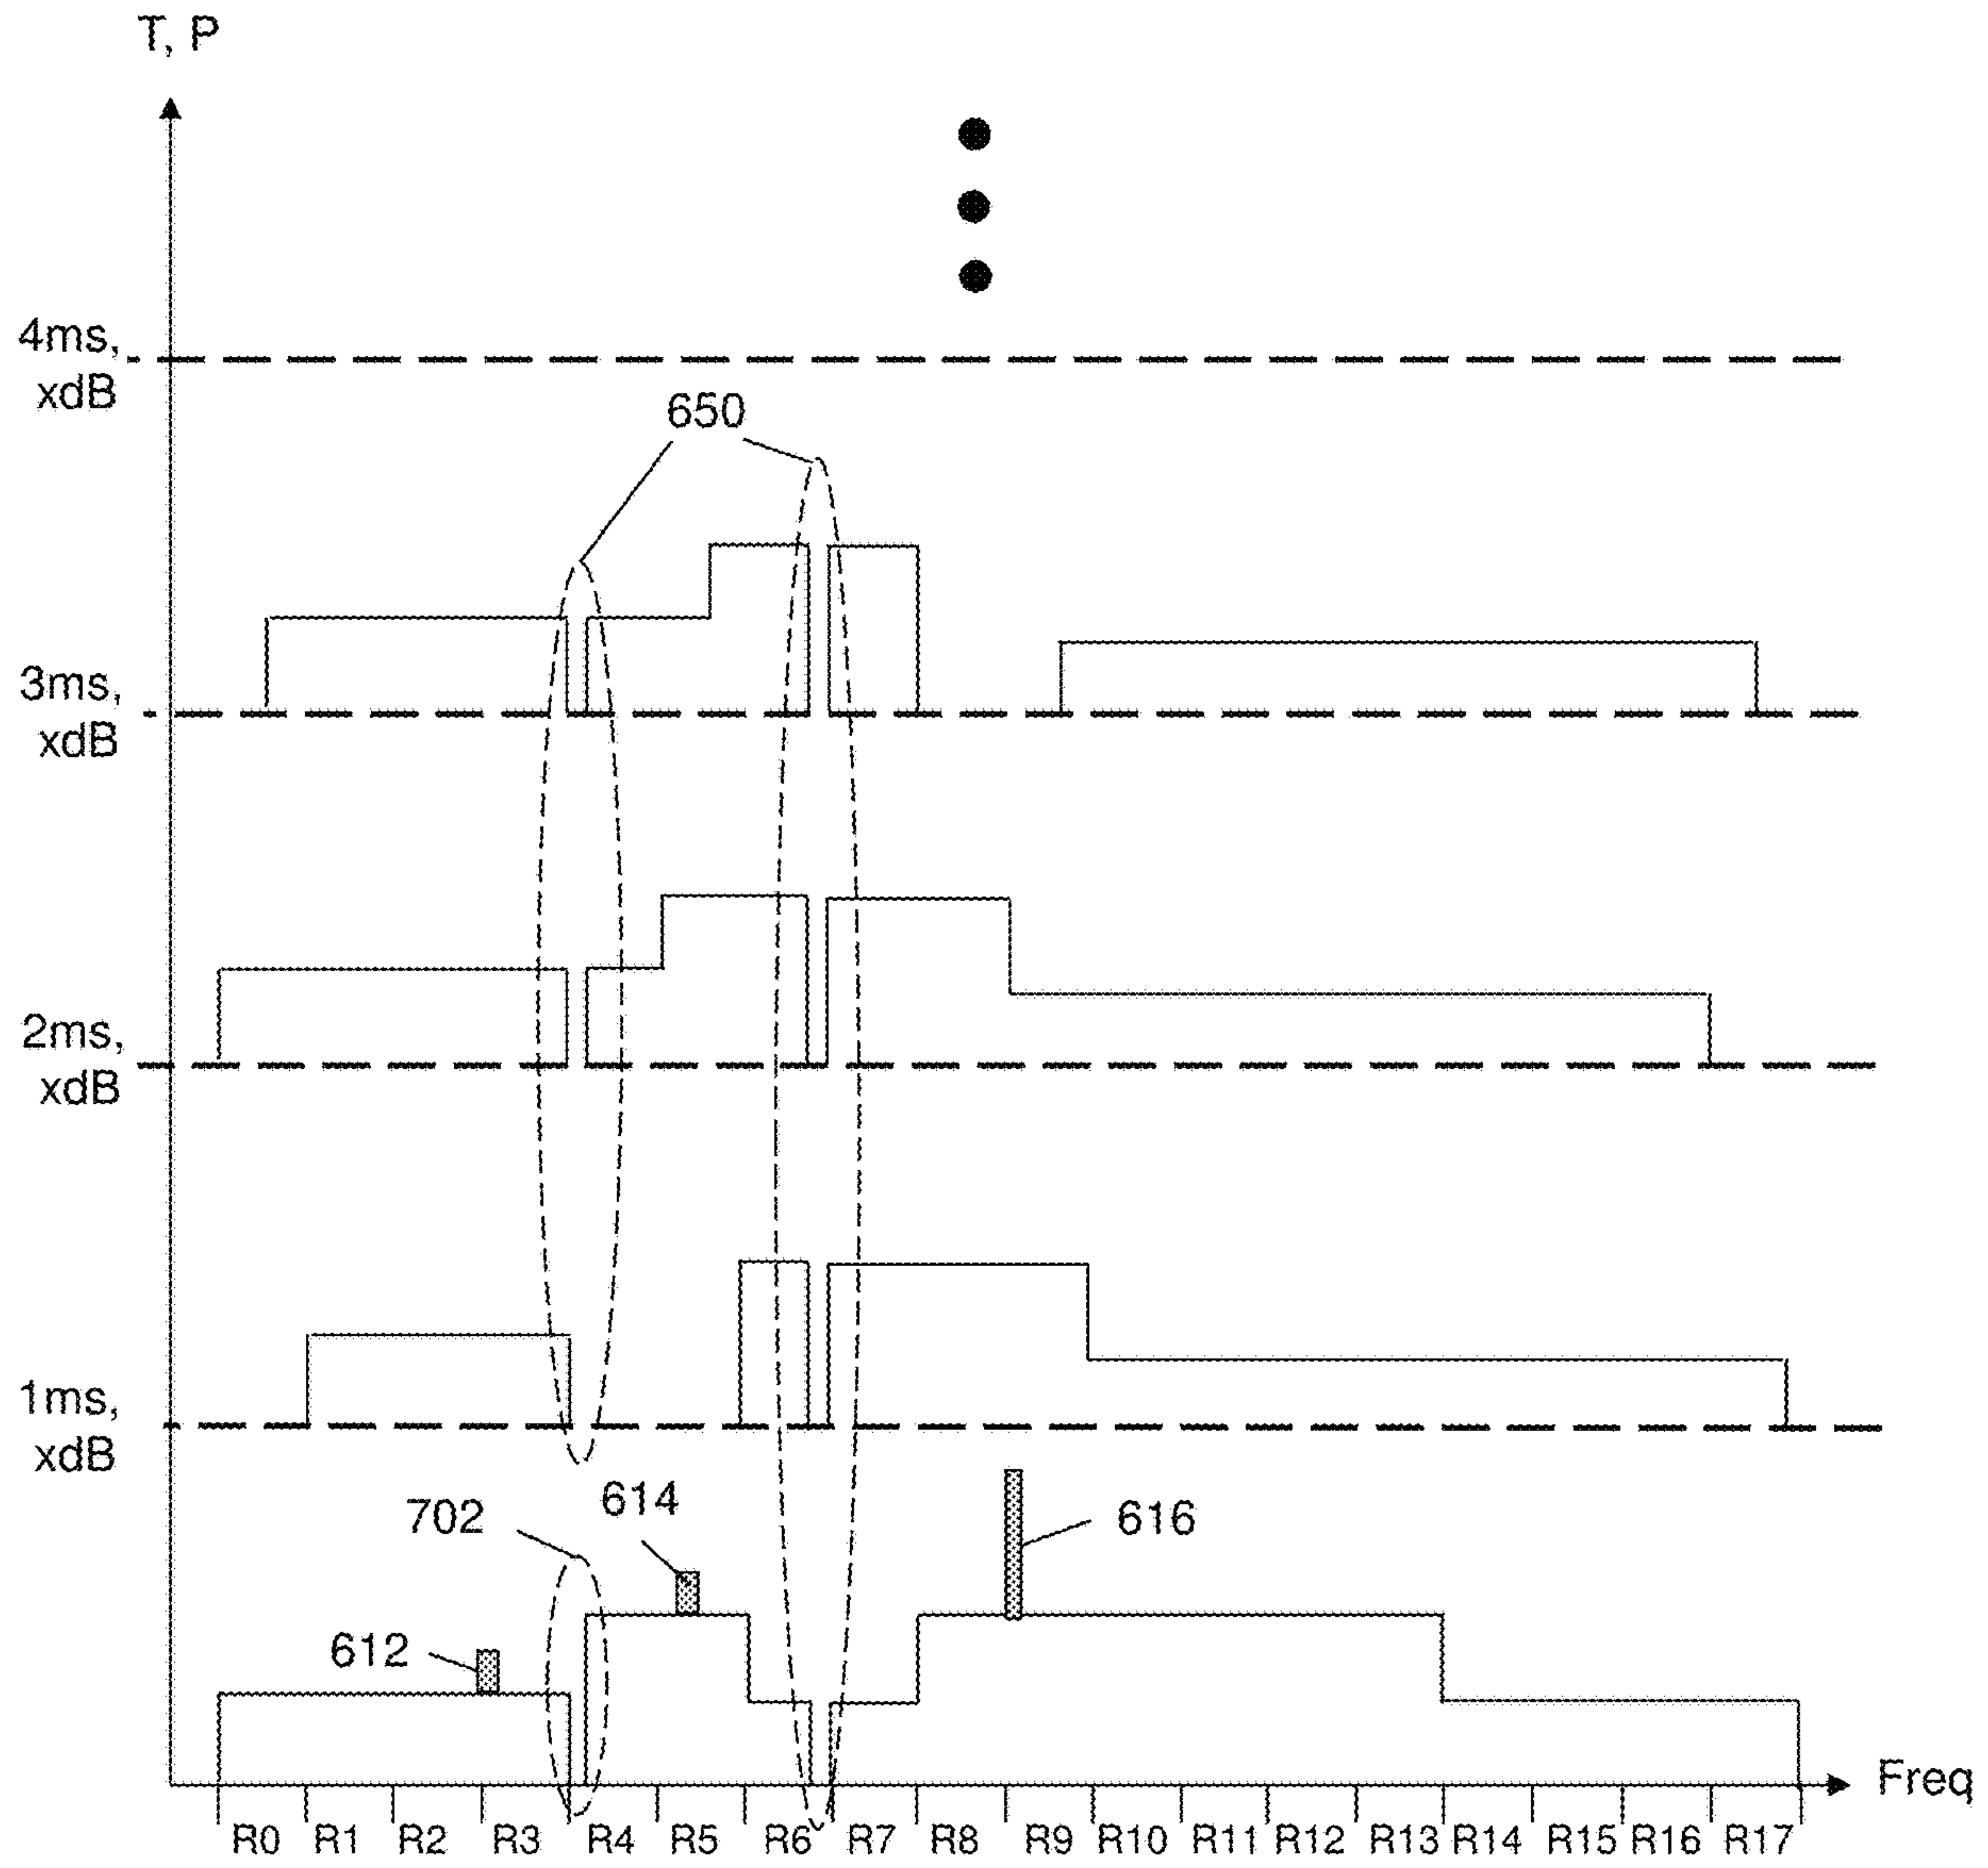 T, P
4ms,
xdB
650
3ms,
xdB
2ms,
xdB
1ms,
xdB
702
614
616
612
Freq
R0 R1 R2 R3 R4 R5 R6 R7 R8 R9 R10 R11 R12 R13 R14 R15 R16 R17